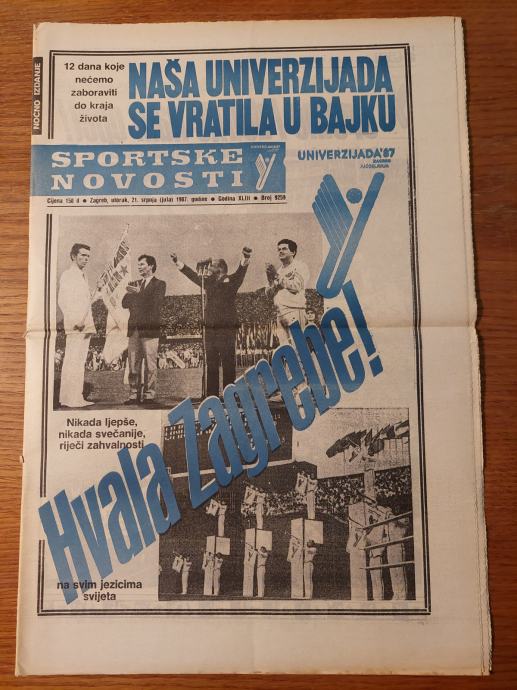 NOĆNO IZDANJE
12 dana koje
nećemo
zaboraviti
do kraja
života
NAŠA UNIVERZIJADA
SE VRATILA U BAJKU
SPORTSKE
NOVOSTI
UNIVERZIJADA'87
ZAGREB
JUGOSLAVIJA
Cijena 150 d ● Zagreb, utorak, 21. srpnja (jula) 1987. godine ● Godina XLIII ● Broj 9259
Nikada ljepše,
nikada svečanije,
riječi zahvalnosti
Hvala Zagrebe!
na svim jezicima
svijeta